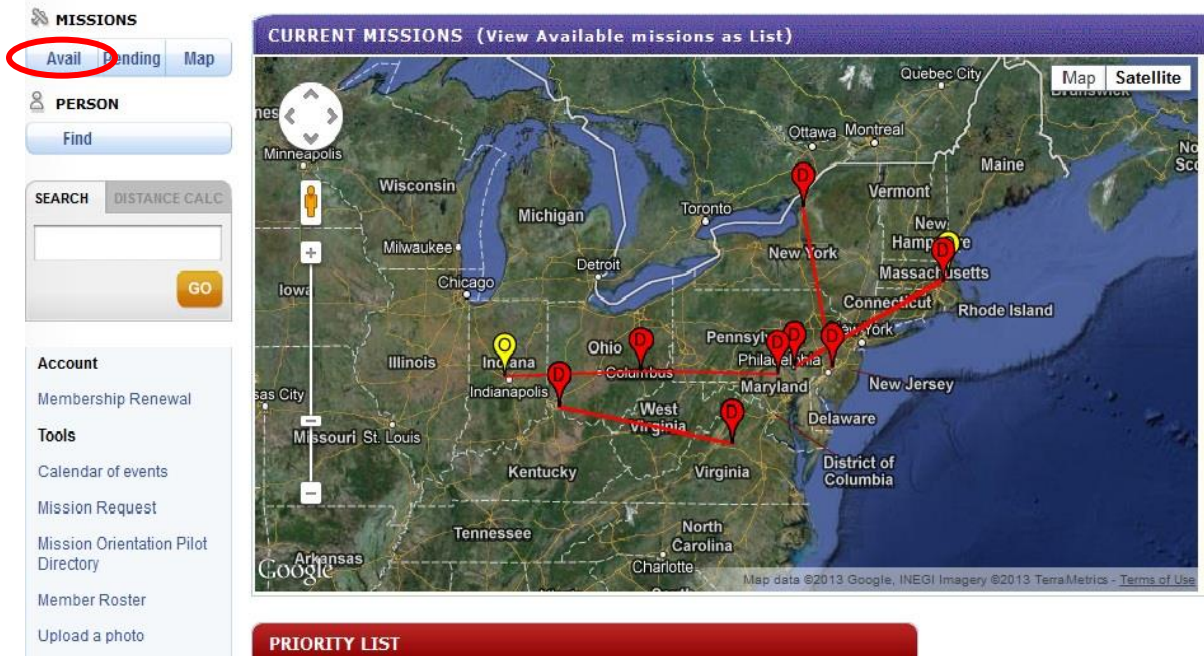 MISSIONS
Avail Pending Map
PERSON
Find
SEARCH DISTANCE CALC
GO
Account
Membership Renewal
Tools
Calendar of events
Mission Request
Mission Orientation Pilot
Directory
Member Roster
Upload a photo
CURRENT MISSIONS (View Available missions as List)
Map Satellite
Quebec City
Ottawa Montreal
Minneapolis
Maine
Wisconsin
Vermont
Toronto
Michigan
New
Hampshire
Milwaukee
New York
Detroit
Massachusetts
Chicago
Iowa
Connecticut
Rhode Island
New York
O
D
D
D
D
D
D
D
D
Illinois
Indiana
Ohio
Philadelphia
Columbus
Indianapolis
Maryland
New Jersey
West
Virginia
Delaware
Missouri St. Louis
Kentucky
Virginia
District of
Columbia
Tennessee
North
Carolina
Arkansas
Charlotte
Google
Map data ©2013 Google, INEGI Imagery ©2013 TerraMetrics - Terms of Use
PRIORITY LIST